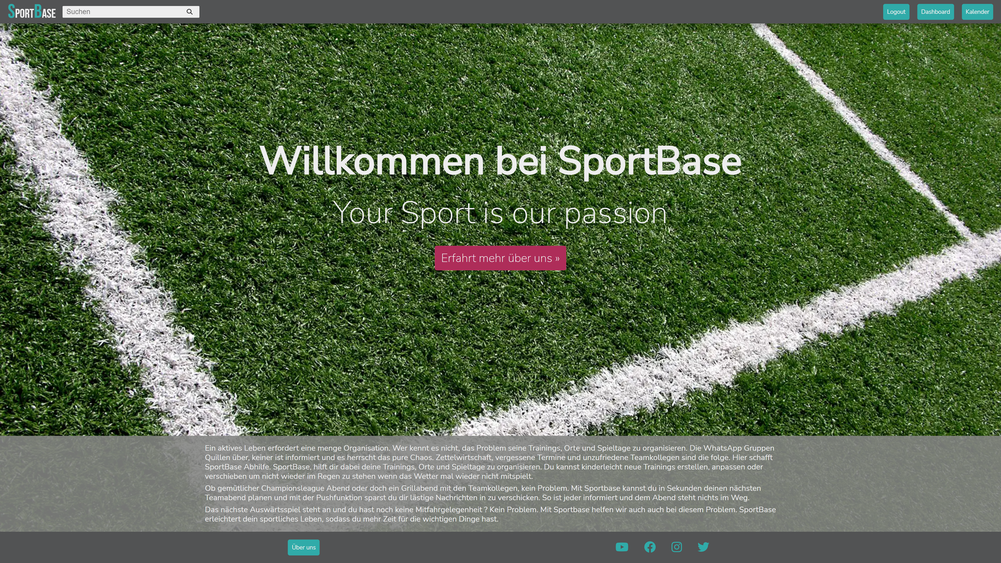 SPORTBASE
Suchen
Logout
Dashboard
Kalender
Willkommen bei SportBase
Your Sport is our passion
Erfahrt mehr über uns »
Ein aktives Leben erfordert eine menge Organisation. Wer kennt es nicht, das Problem seine Trainings, Orte und Spieltage zu organisieren. Die WhatsApp Gruppen
Quillen über, keiner ist informiert und es herrscht das pure Chaos. Zettelwirtschaft, vergessene Termine und unzufriedene Teamkollegen sind die folge. Hier schafft
SportBase Abhilfe. SportBase, hilft dir dabei deine Trainings, Orte und Spieltage zu organisieren. Du kannst kinderleicht neue Trainings erstellen, anpassen oder
verschieben um nicht wieder im Regen zu stehen wenn das Wetter mal wieder nicht mitspielt.
Ob gemütlicher Championsleague Abend oder doch ein Grillabend mit den Teamkollegen, kein Problem. Mit Sportbase kannst du in Sekunden deinen nächsten
Teamabend planen und mit der Pushfunktion sparst du dir lästige Nachrichten in zu verschicken. So ist jeder informiert und dem Abend steht nichts im Weg.
Das nächste Auswärtsspiel steht an und du hast noch keine Mitfahrgelegenheit ? Kein Problem. Mit Sportbase helfen wir auch auch bei diesem Problem. SportBase
erleichtert dein sportliches Leben, sodass du mehr Zeit für die wichtigen Dinge hast.
Über uns